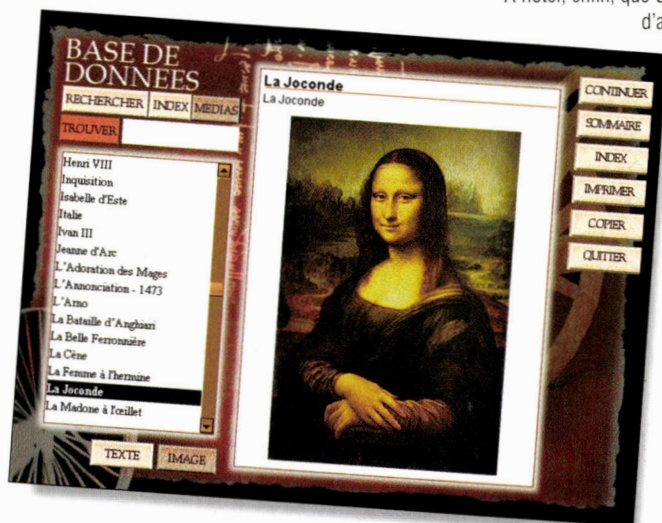 A noter, enfin, que
d'a
BASE DE
DONNEES
RECHERCHER INDEX MEDIAS
TROUVER
Henri VIII
Inquisition
Isabelle d'Este
Italie
Ivan III
Jeanne d'Arc
L'Adoration des Mages
L'Annonciation - 1473
L'Arno
La Bataille d'Anghiari
La Belle Ferronnière
La Cène
La Femme à l'hermine
La Joconde
La Madone à l'œillet
TEXTE IMAGE
La Joconde
La Joconde
CONTINUER
SOMMAIRE
INDEX
IMPRIMER
COPIER
QUITTER